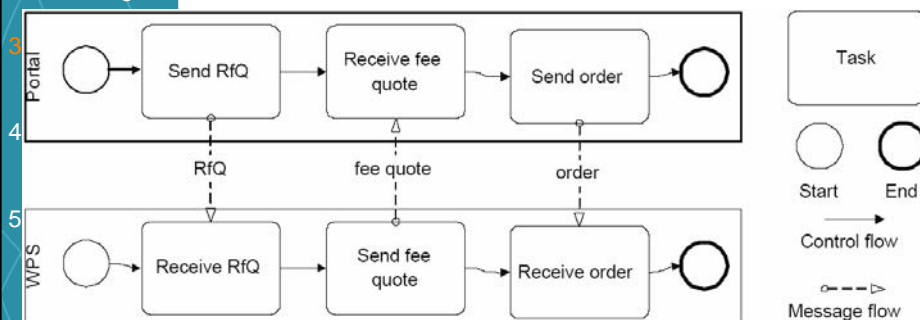 3
4
5
Portal
Send RfQ
Receive fee
quote
Send order
RfQ
fee quote
order
WPS
Receive RfQ
Send fee
quote
Receive order
Task
Start
End
Control flow
Message flow